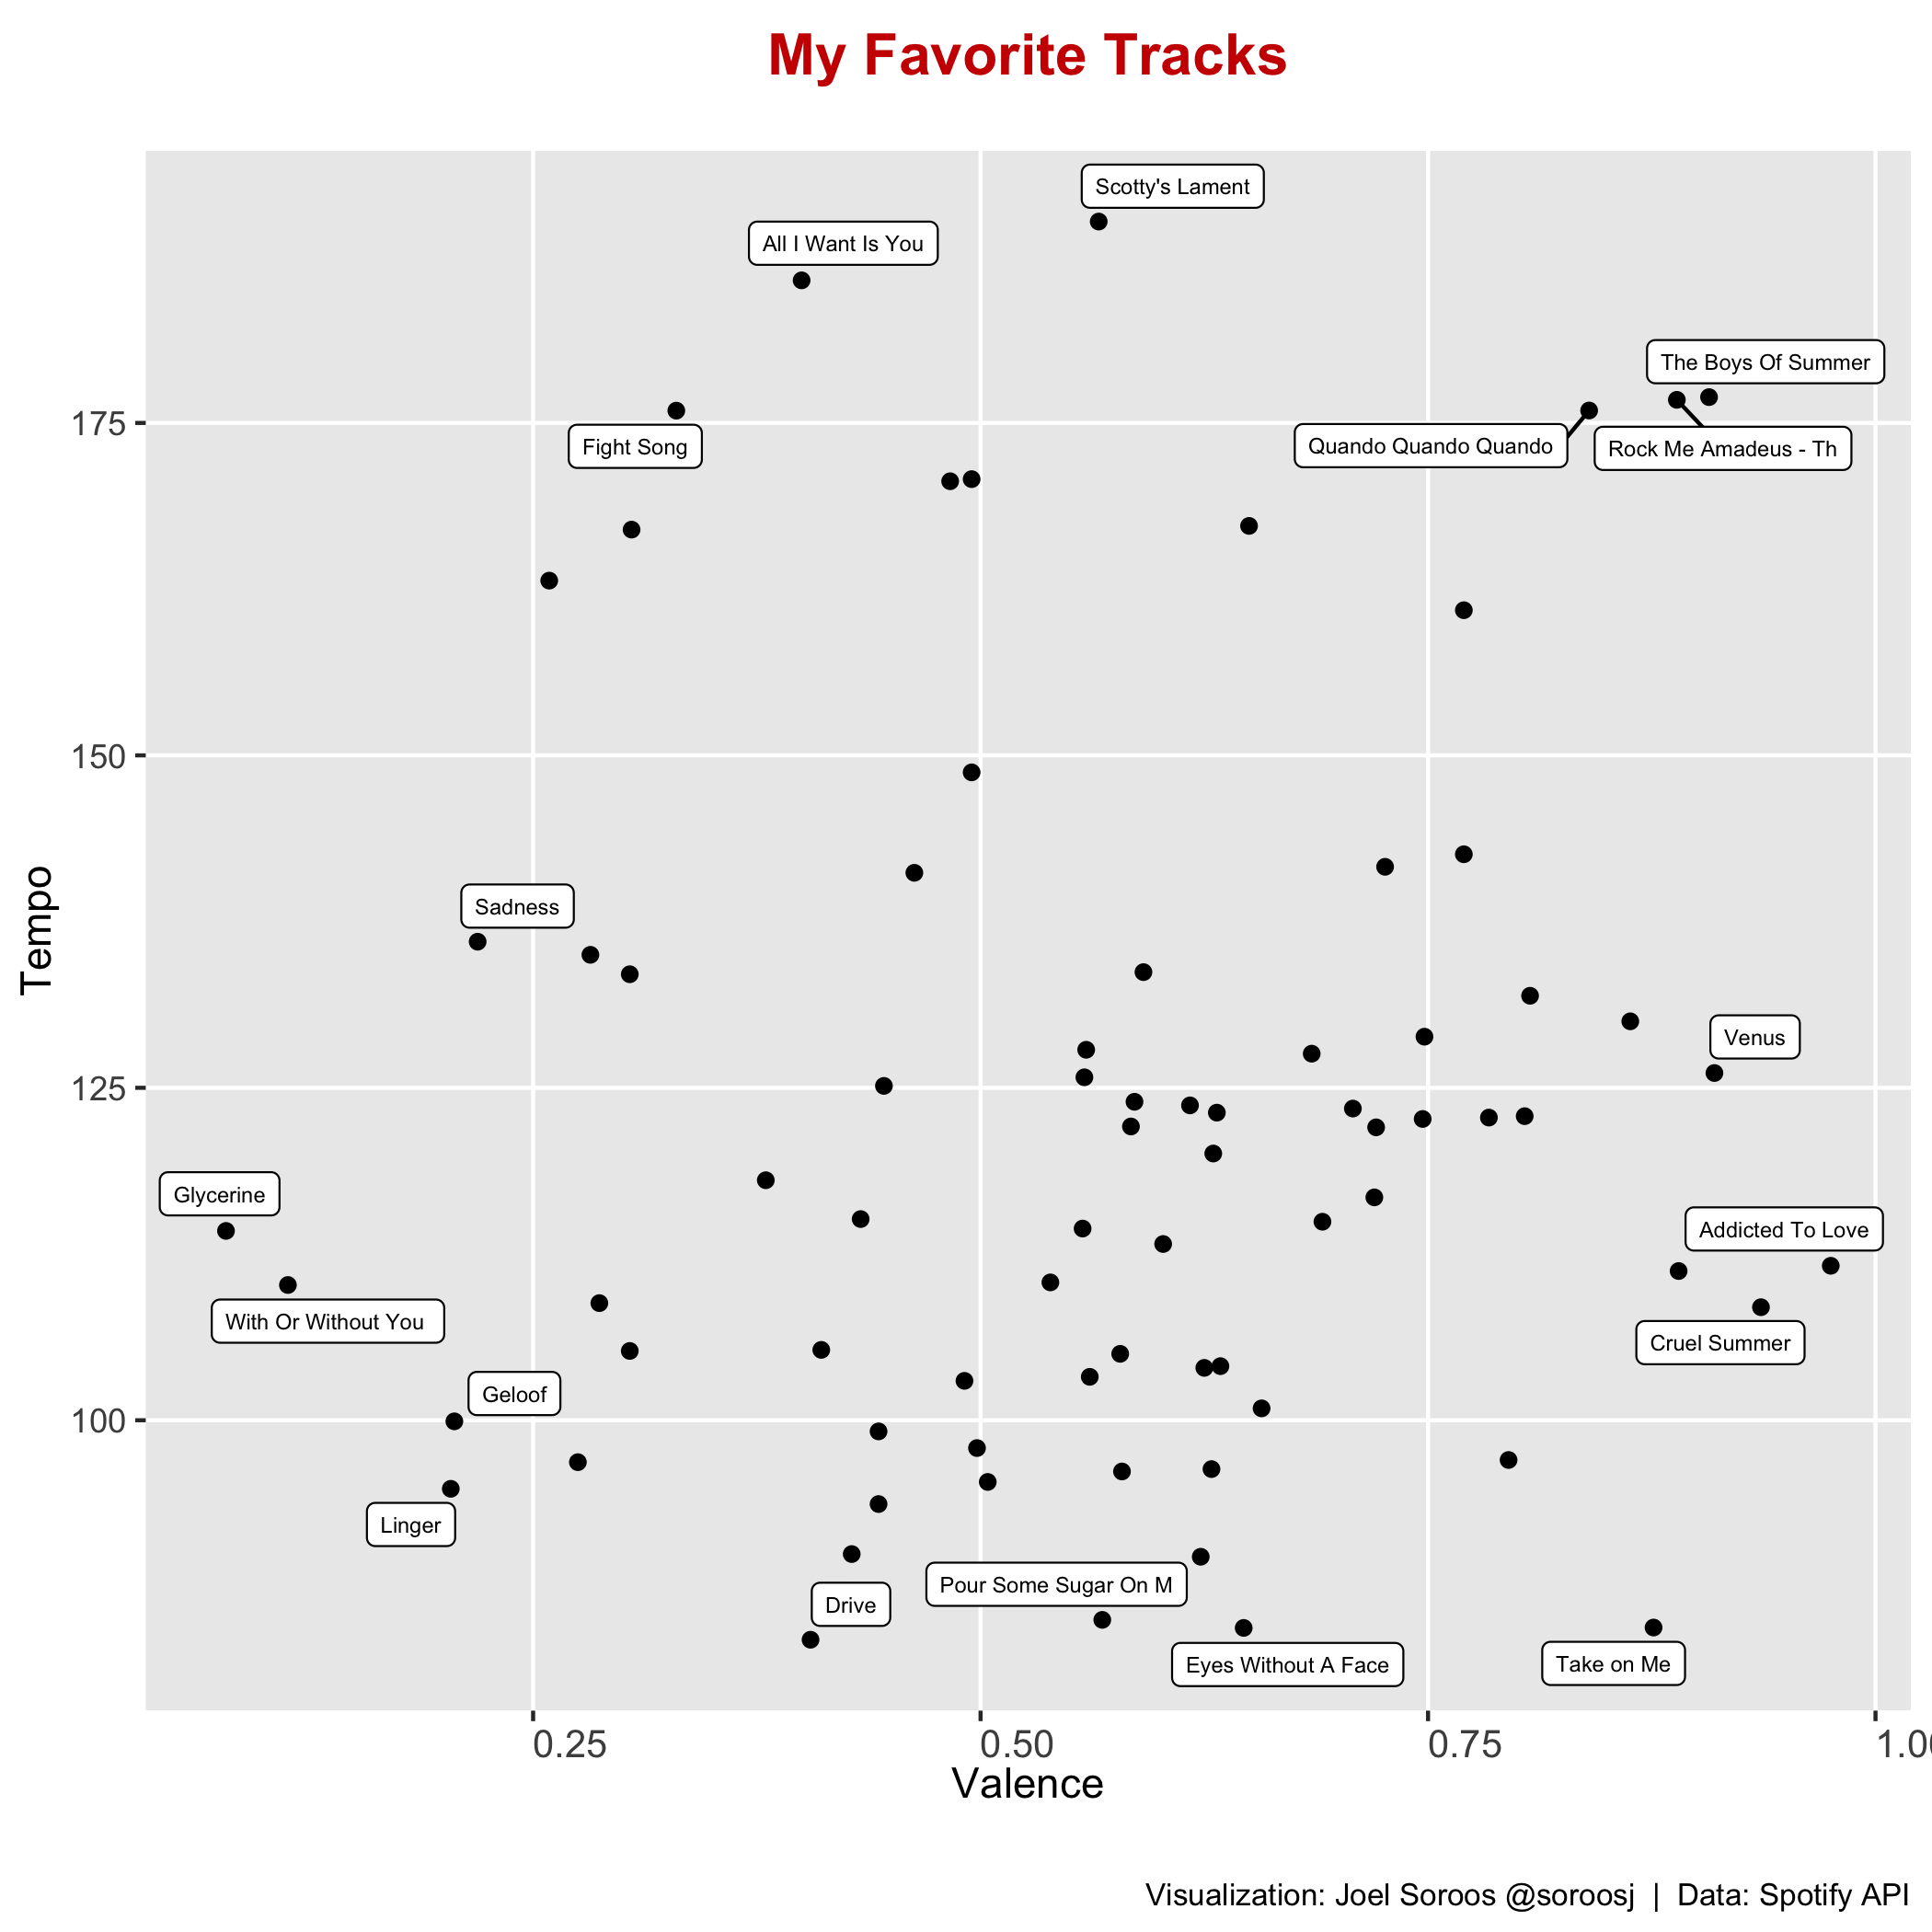 My Favorite Tracks
Scotty's Lament
All I Want Is You
The Boys Of Summer
175
Fight Song
Quando Quando Quando
Rock Me Amadeus - Th
150
Sadness
Tempo
Venus
125
Glycerine
Addicted To Love
With Or Without You
Cruel Summer
Geloof
100
Linger
Pour Some Sugar On M
Drive
Eyes Without A Face
Take on Me
0.25
0.50
0.75
Valence
Visualization: Joel Soroos @soroosj | Data: Spotify API